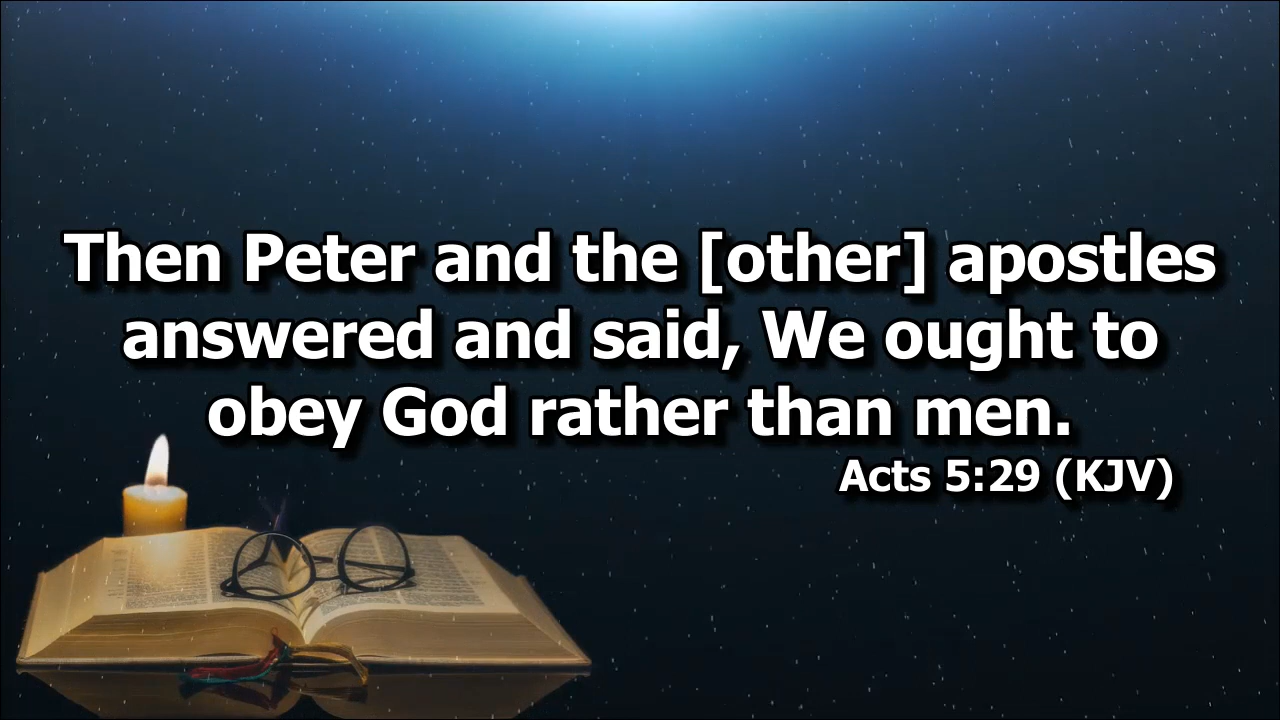 Then Peter and the [other] apostles
answered and said, We ought to
obey God rather than men.
Acts 5:29 (KJV)